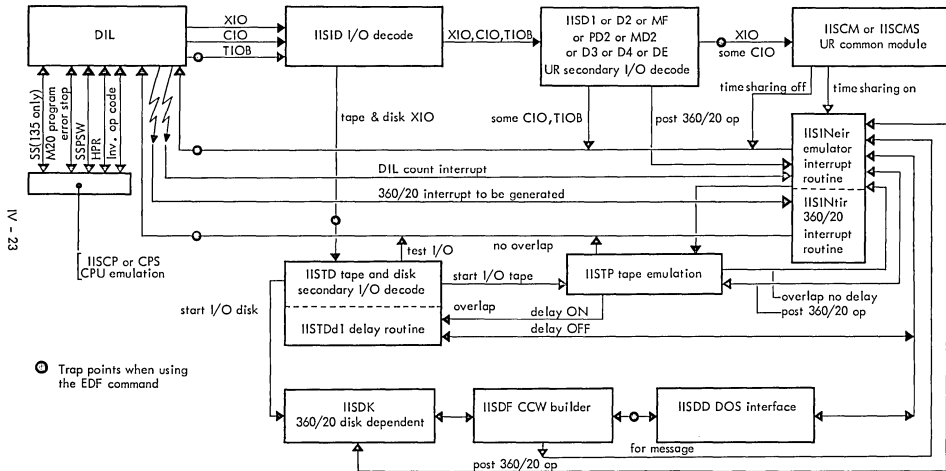 DIL
XIO
CIO
TIOB
IISID I/O decode
XIO,CIO,TIOB
IISD1 or D2 or MF
or PD2 or MD2
or D3 or D4 or DE
UR secondary I/O decode
XIO
some CIO
IISCM or IISCMS
UR common module
SS(135 only)
M20 program
error stop
SSPSW
HPR
Inv. op code
tape & disk XIO
some CIO,TIOB
post 360/20 op
time sharing off
time sharing on
DIL count interrupt
360/20 interrupt to be generated
IISINeir
emulator
interrupt
routine
IISINtir
360/20
interrupt
routine
IISCP or CPS
CPU emulation
test I/O
no overlap
IISTD tape and disk
secondary I/O decode
IISTDd1 delay routine
start I/O tape
IISTP tape emulation
overlap
delay ON
delay OFF
overlap no delay
post 360/20 op
start I/O disk
Trap points when using
the EDF command
IISDK
360/20 disk dependent
IISDF CCW builder
IISDD DOS interface
for message
post 360/20 op
IV - 23